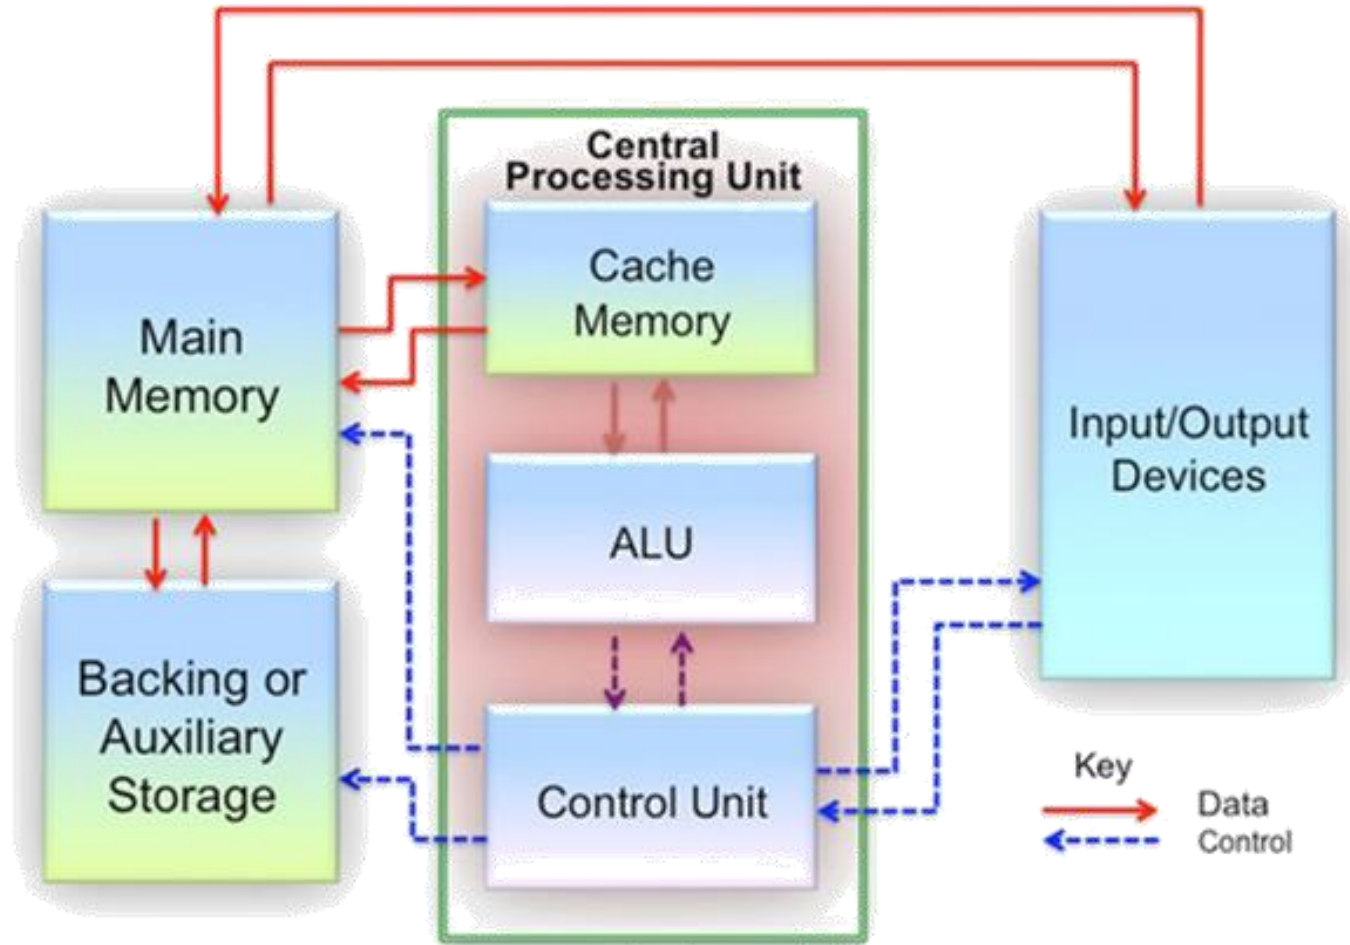 Central
Processing Unit
Cache
Memory
Main
Memory
Input/Output
Devices
ALU
Backing or
Auxiliary
Storage
Control Unit
Key
Data
Control